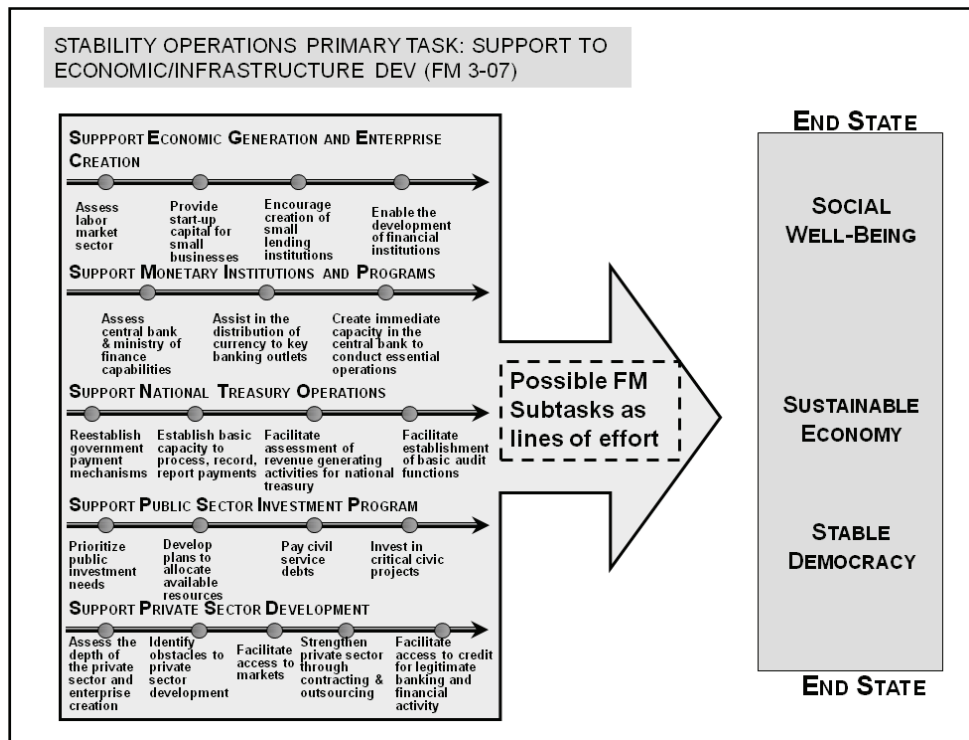 STABILITY OPERATIONS PRIMARY TASK: SUPPORT TO
ECONOMIC/INFRASTRUCTURE DEV (FM 3-07)
SUPPPORT ECONOMIC GENERATION AND ENTERPRISE
CREATION
Assess
labor
market
sector
Provide
start-up
capital for
small
businesses
Encourage
creation of
small
lending
institutions
Enable the
development
of financial
institutions
SUPPORT MONETARY INSTITUTIONS AND PROGRAMS
Assess
central bank
& ministry of
finance
capabilities
Assist in the
distribution of
currency to key
banking outlets
Create immediate
capacity in the
central bank to
conduct essential
operations
SUPPORT NATIONAL TREASURY OPERATIONS
Reestablish
government
payment
mechanisms
Establish basic
capacity to
process, record,
report payments
Facilitate
assessment of
revenue generating
activities for national
treasury
Facilitate
establishment
of basic audit
functions
SUPPORT PUBLIC SECTOR INVESTMENT PROGRAM
Prioritize
public
investment
needs
Develop
plans to
allocate
available
resources
Pay civil
service
debts
Invest in
critical civic
projects
SUPPORT PRIVATE SECTOR DEVELOPMENT
Assess the
depth of
the private
sector and
enterprise
creation
Identify
obstacles to
private
sector
development
Facilitate
access to
markets
Strengthen
private sector
through
contracting &
outsourcing
Facilitate
access to credit
for legitimate
banking and
financial
activity
Possible FM
Subtasks as
lines of effort
END STATE
SOCIAL
WELL-BEING
SUSTAINABLE
ECONOMY
STABLE
DEMOCRACY
END STATE